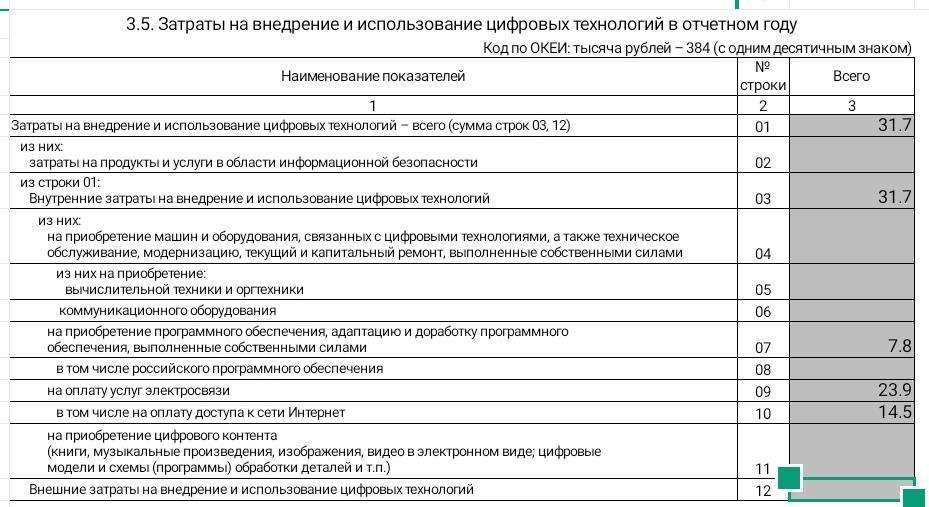 3.5. Затраты на внедрение и использование цифровых технологий в отчетном году
Код по ОКЕИ: тысяча рублей – 384 (с одним десятичным знаком)
Наименование показателей № строки Всего
1 2 3
Затраты на внедрение и использование цифровых технологий – всего (сумма строк 03, 12) 01 31.7
из них:
затраты на продукты и услуги в области информационной безопасности 02
из строки 01:
Внутренние затраты на внедрение и использование цифровых технологий 03 31.7
из них:
на приобретение машин и оборудования, связанных с цифровыми технологиями, а также техническое
обслуживание, модернизацию, текущий и капитальный ремонт, выполненные собственными силами 04
из них на приобретение:
вычислительной техники и оргтехники 05
коммуникационного оборудования 06
на приобретение программного обеспечения, адаптацию и доработку программного
обеспечения, выполненные собственными силами 07 7.8
в том числе российского программного обеспечения 08
на оплату услуг электросвязи 09 23.9
в том числе на оплату доступа к сети Интернет 10 14.5
на приобретение цифрового контента
(книги, музыкальные произведения, изображения, видео в электронном виде; цифровые
модели и схемы (программы) обработки деталей и т.п.) 11
Внешние затраты на внедрение и использование цифровых технологий 12